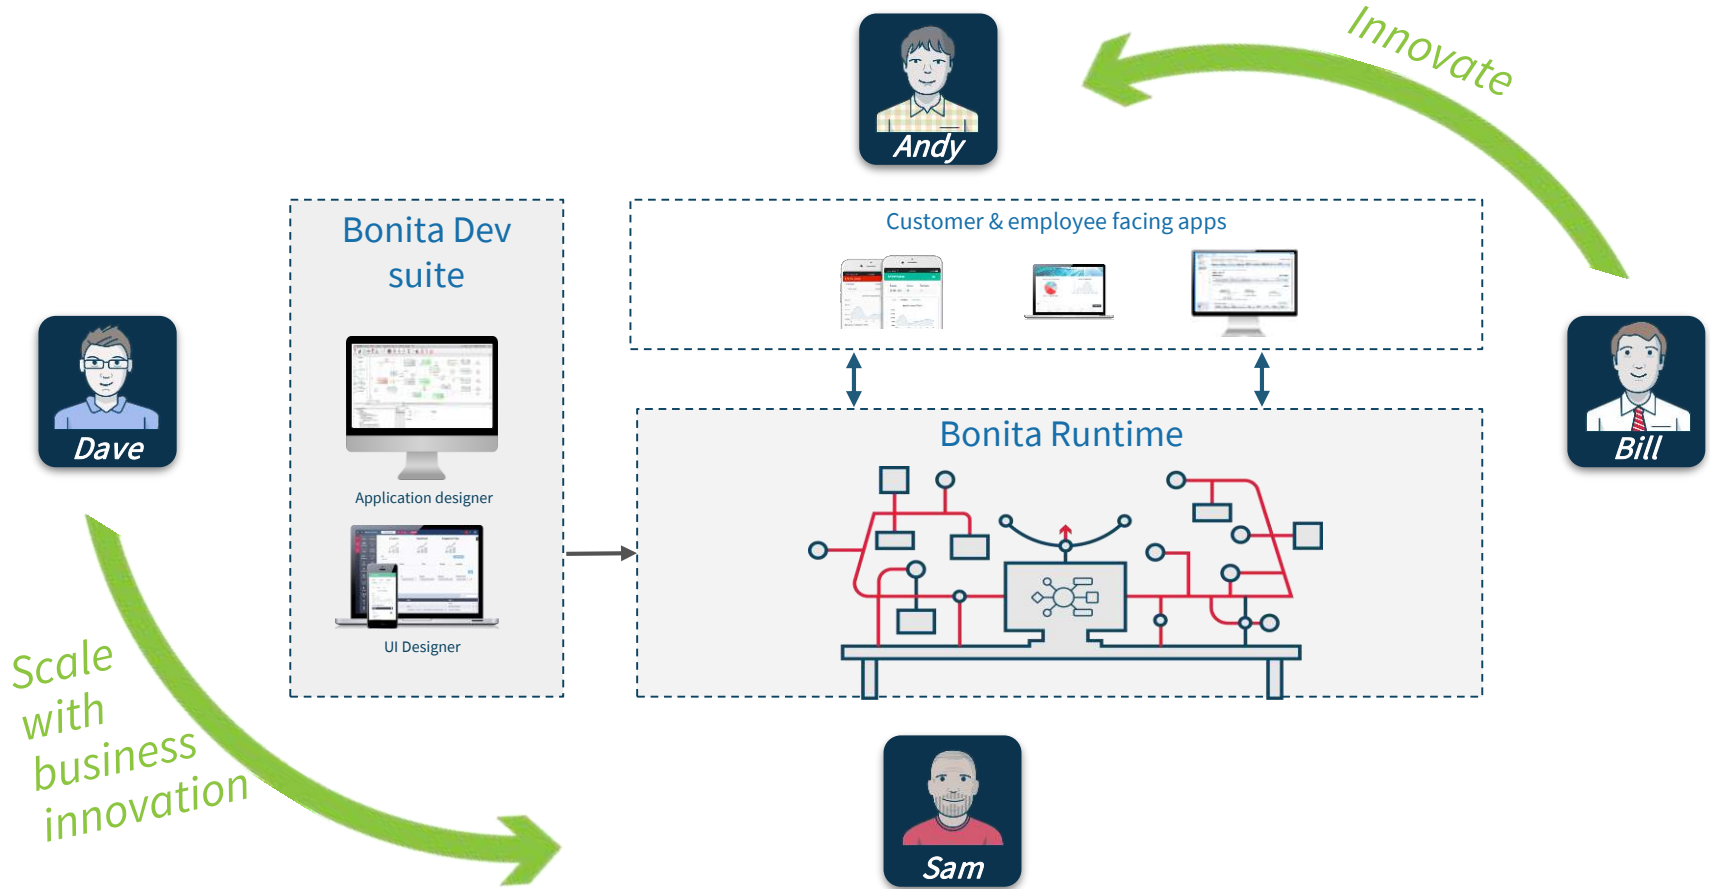 Innovate
Andy
Bonita Dev
suite
Customer & employee facing apps
Dave
Bill
Bonita Runtime
Application designer
UI Designer
Scale
with
business
innovation
Sam